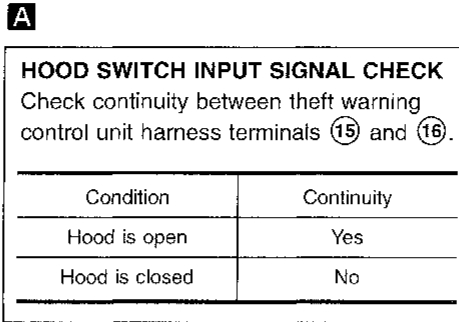 A
HOOD SWITCH INPUT SIGNAL CHECK
Check continuity between theft warning
control unit harness terminals ⑮ and ⑯.
Condition Continuity
Hood is open Yes
Hood is closed No